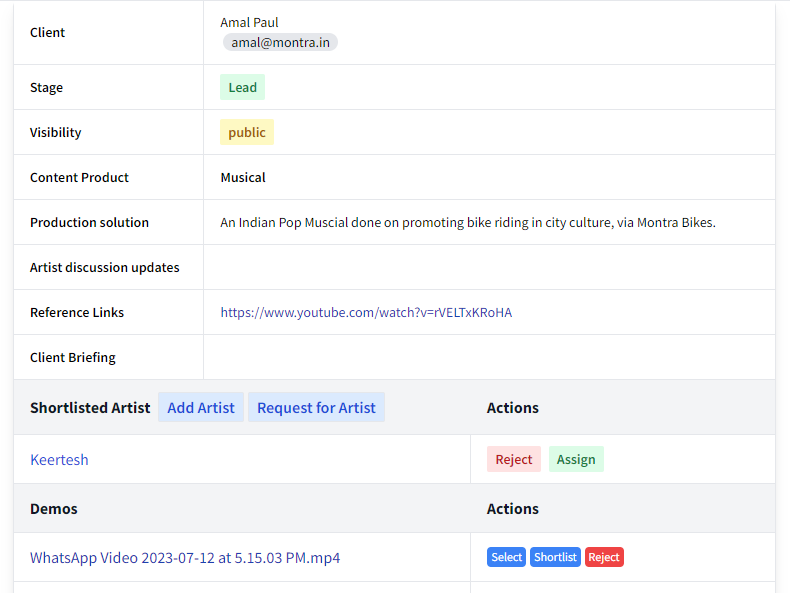 Client
Amal Paul
amal@montra.in
Stage
Lead
Visibility
public
Content Product
Musical
Production solution
An Indian Pop Muscial done on promoting bike riding in city culture, via Montra Bikes.
Artist discussion updates
Reference Links
https://www.youtube.com/watch?v=rVELTxKRoHA
Client Briefing
Shortlisted Artist Add Artist Request for Artist Actions
Keertesh Reject Assign
Demos Actions
WhatsApp Video 2023-07-12 at 5.15.03 PM.mp4 Select Shortlist Reject